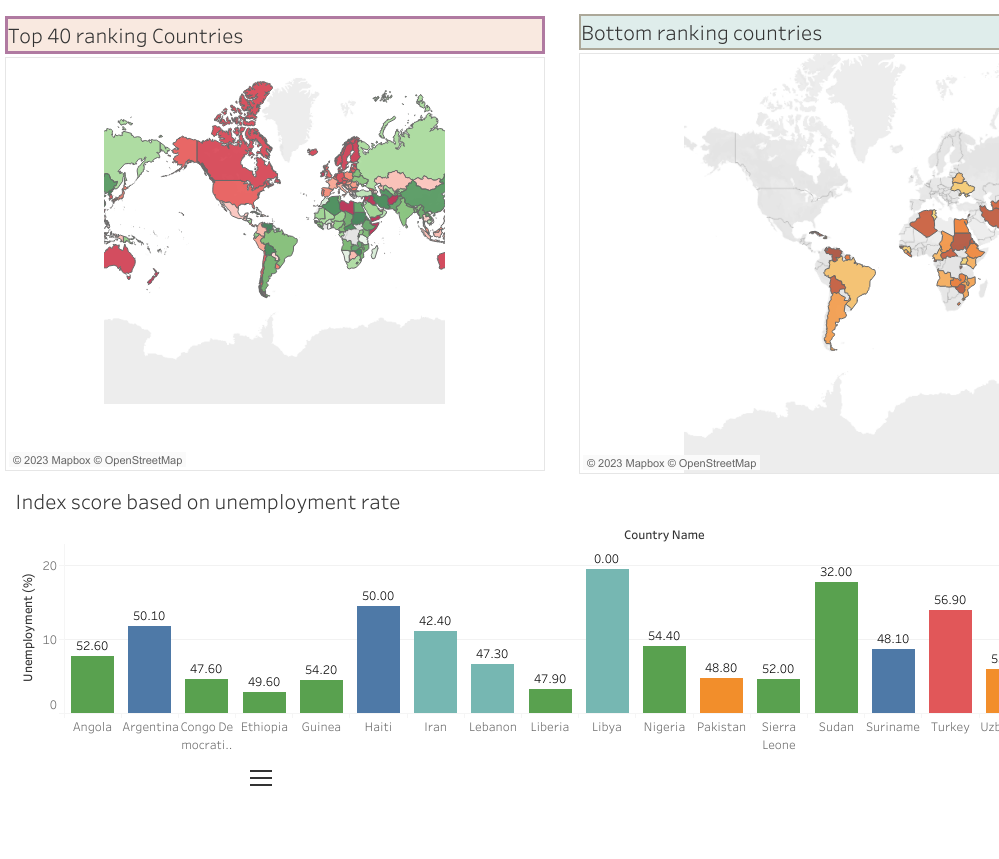 Top 40 ranking Countries
Bottom ranking countries
© 2023 Mapbox © OpenStreetMap
© 2023 Mapbox © OpenStreetMap
Index score based on unemployment rate
Country Name
Unemployment (%)
20
10
0
52.60
50.10
47.60
49.60
54.20
50.00
42.40
47.30
47.90
0.00
54.40
48.80
52.00
32.00
48.10
56.90
5
Angola
Argentina
Congo De
mocrati..
Ethiopia
Guinea
Haiti
Iran
Lebanon
Liberia
Libya
Nigeria
Pakistan
Sierra
Leone
Sudan
Suriname
Turkey
Uzb